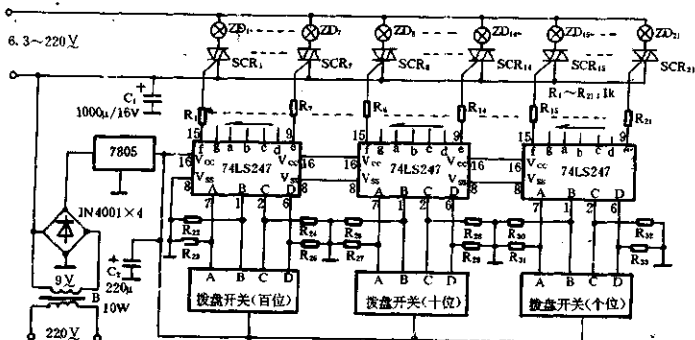 ZD₁ ZD₇ ZD₈ ZD₁₄ ZD₁₅ ZD₂₁
6.3～220V
SCR₁ SCR₇ SCR₈ SCR₁₄ SCR₁₅ SCR₂₁
R₁～R₂₁:1k
C₁
1000μ/16V
R₁ R₇ R₁₄ R₁₅ R₂₁
15 9 15 9 15 9
f g a b c d e f g a b c d e f g a b c d
7805
16 Vcc Vcc 16 16 Vcc Vcc 16 16 Vcc
74LS247 74LS247 74LS247
8 Vss Vss 8 8 Vss Vss 8 8 Vss
A B C D A B C D A B C D
7 1 2 6 7 1 2 6 7 1 2 6
IN4001×4
R₂₂ R₂₄ R₂₈ R₃₀ R₃₂
R₂₃ R₂₆ R₂₇ R₂₉ R₃₁ R₃₃
C₂
220μ
9V
B
10W
A B C D A B C D A B C D
拨盘开关(百位) 拨盘开关(十位) 拨盘开关(个位)
220V